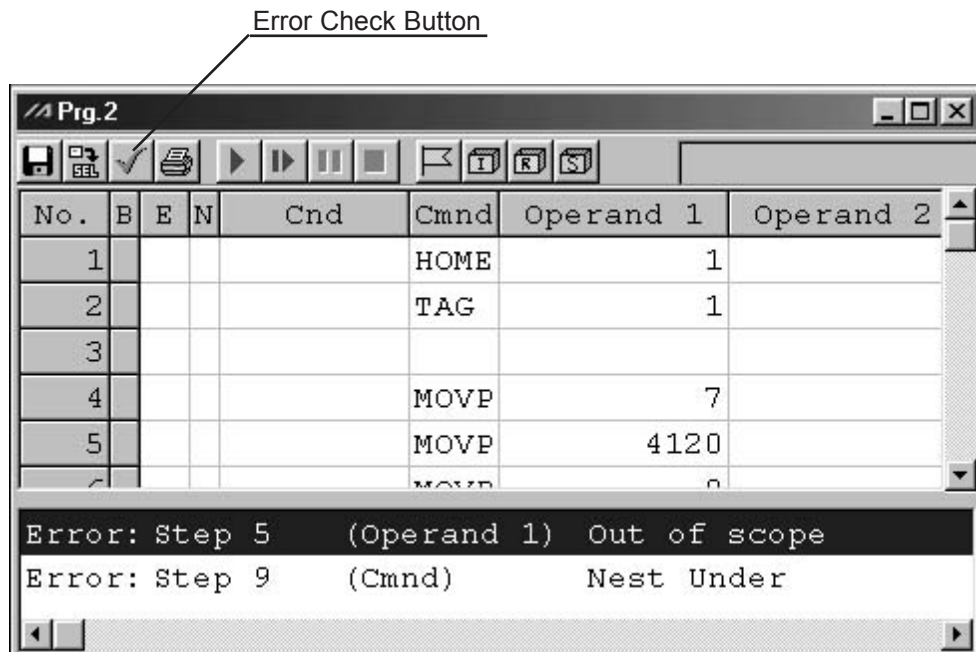 Error Check Button
Prg.2
SEL I R S
No. B E N Cnd Cmnd Operand 1 Operand 2
1 HOME 1
2 TAG 1
3
4 MOVP 7
5 MOVP 4120
Error: Step 5 (Operand 1) Out of scope
Error: Step 9 (Cmnd) Nest Under